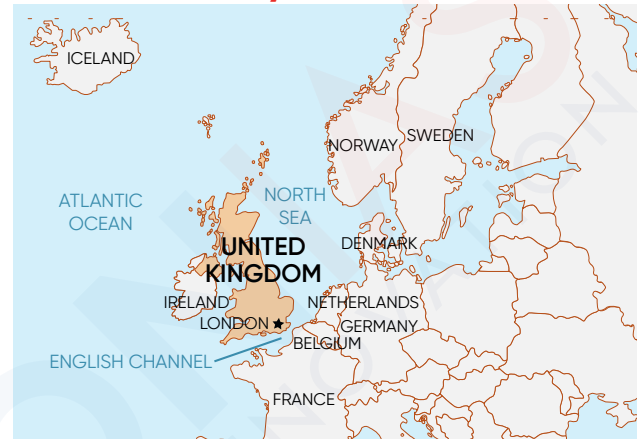 ICELAND
NORWAY
SWEDEN
ATLANTIC
OCEAN
NORTH
SEA
UNITED
KINGDOM
DENMARK
IRELAND
NETHERLANDS
LONDON
GERMANY
BELGIUM
ENGLISH CHANNEL
FRANCE